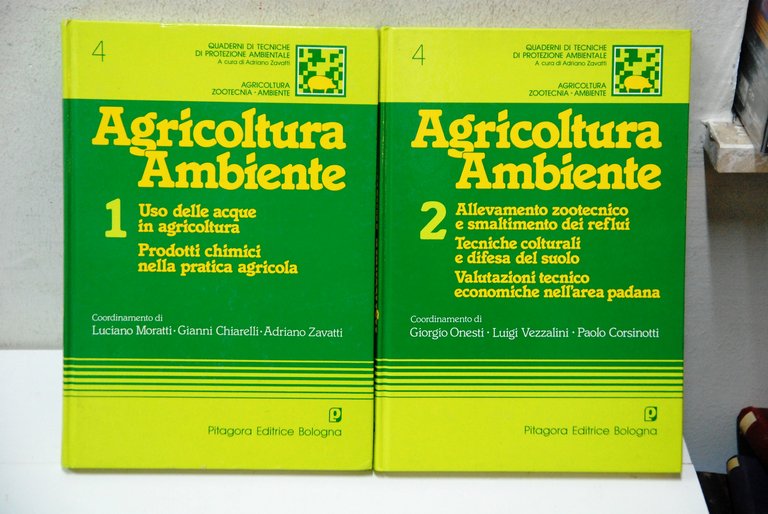 4
QUADERNI DI TECNICHE
DI PROTEZIONE AMBIENTALE
A cura di Adriano Zavatti
AGRICOLTURA
ZOOTECNIA - AMBIENTE
Agricoltura
Ambiente
1
Uso delle acque
in agricoltura
Prodotti chimici
nella pratica agricola
Coordinamento di
Luciano Moratti · Gianni Chiarelli · Adriano Zavatti
Pitagora Editrice Bologna
4
QUADERNI DI TECNICHE
DI PROTEZIONE AMBIENTALE
A cura di Adriano Zavatti
AGRICOLTURA
ZOOTECNIA - AMBIENTE
Agricoltura
Ambiente
2
Allevamento zootecnico
e smaltimento dei reflui
Tecniche colturali
e difesa del suolo
Valutazioni tecnico
economiche nell'area padana
Coordinamento di
Giorgio Onesti · Luigi Vezzalini · Paolo Corsinotti
Pitagora Editrice Bologna